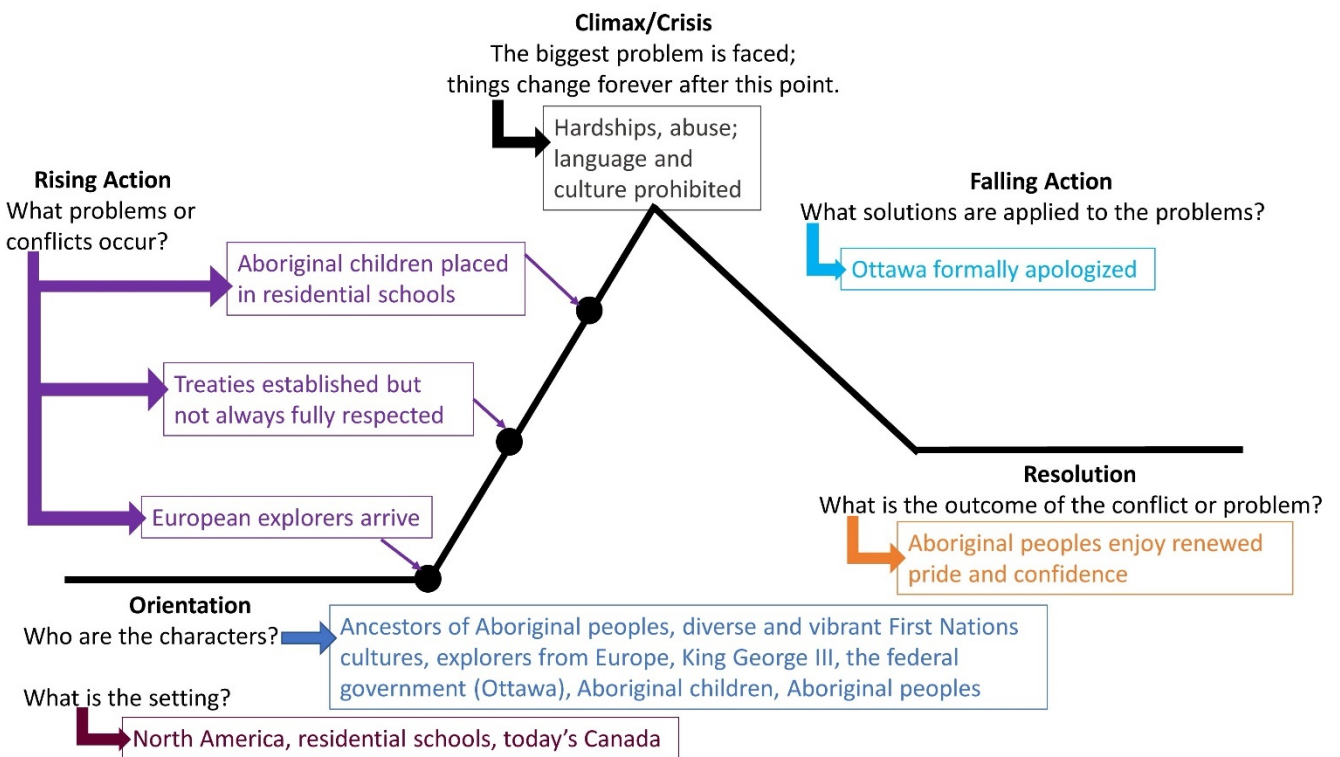 Climax/Crisis
The biggest problem is faced;
things change forever after this point.
Hardships, abuse;
language and
culture prohibited
Rising Action
What problems or
conflicts occur?
Aboriginal children placed
in residential schools
Treaties established but
not always fully respected
European explorers arrive
Falling Action
What solutions are applied to the problems?
Ottawa formally apologized
Resolution
What is the outcome of the conflict or problem?
Aboriginal peoples enjoy renewed
pride and confidence
Orientation
Who are the characters?
Ancestors of Aboriginal peoples, diverse and vibrant First Nations
cultures, explorers from Europe, King George III, the federal
government (Ottawa), Aboriginal children, Aboriginal peoples
What is the setting?
North America, residential schools, today's Canada